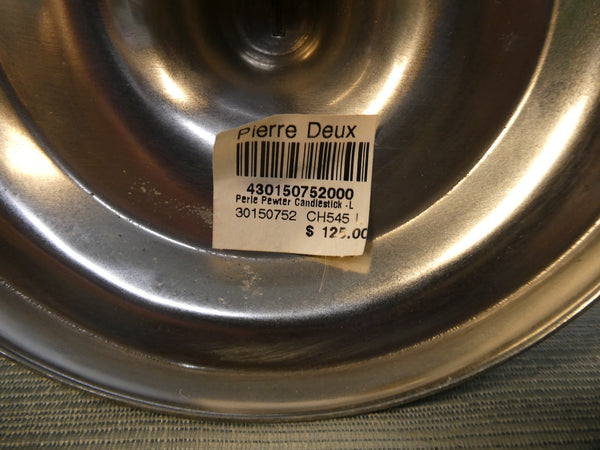 Pierre Deux
430150752000
Perle Pewter Candlestick -L
30150752 CH545 L
$ 125.00